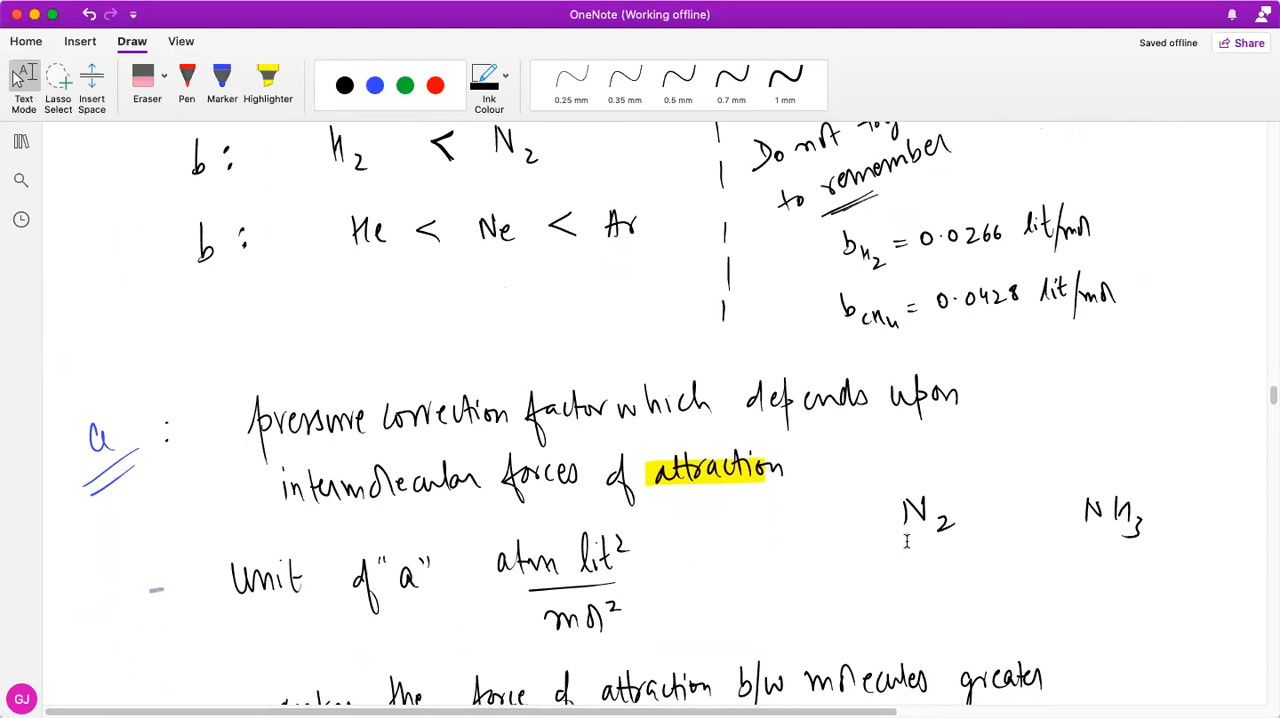 OneNote (Working offline)
Home Insert Draw View
Saved offline
Share
Text Mode
Lasso Select
Insert Space
Eraser
Pen
Marker
Highlighter
Ink Colour
0.25 mm
0.35 mm
0.5 mm
0.7 mm
1 mm
b : H2 < N2
b : He < Ne < Ar
Do not try
to remember
bH2 = 0.0266 lit/mol
bCH4 = 0.0428 lit/mol
a : pressure correction factor which depends upon
intermolecular forces of attraction
N2 NH3
Unit of "a" atm lit²
mol²
the force of attraction b/w molecules greater
GJ